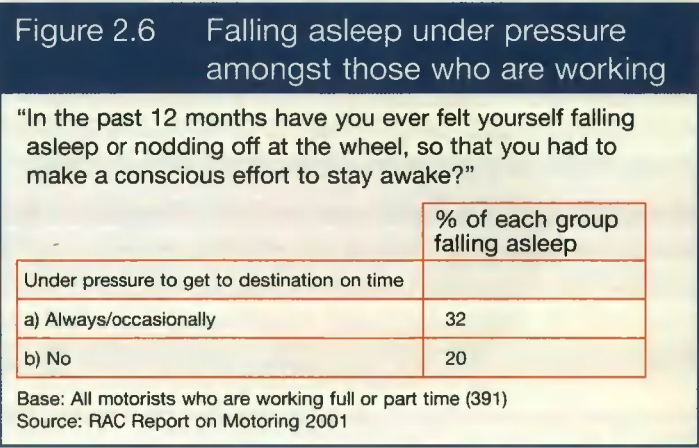 Figure 2.6 Falling asleep under pressure
amongst those who are working
“In the past 12 months have you ever felt yourself falling
asleep or nodding off at the wheel, so that you had to
make a conscious effort to stay awake?”
% of each group
falling asleep
Under pressure to get to destination on time
a) Always/occasionally 32
b) No 20
Base: All motorists who are working full or part time (391)
Source: RAC Report on Motoring 2001